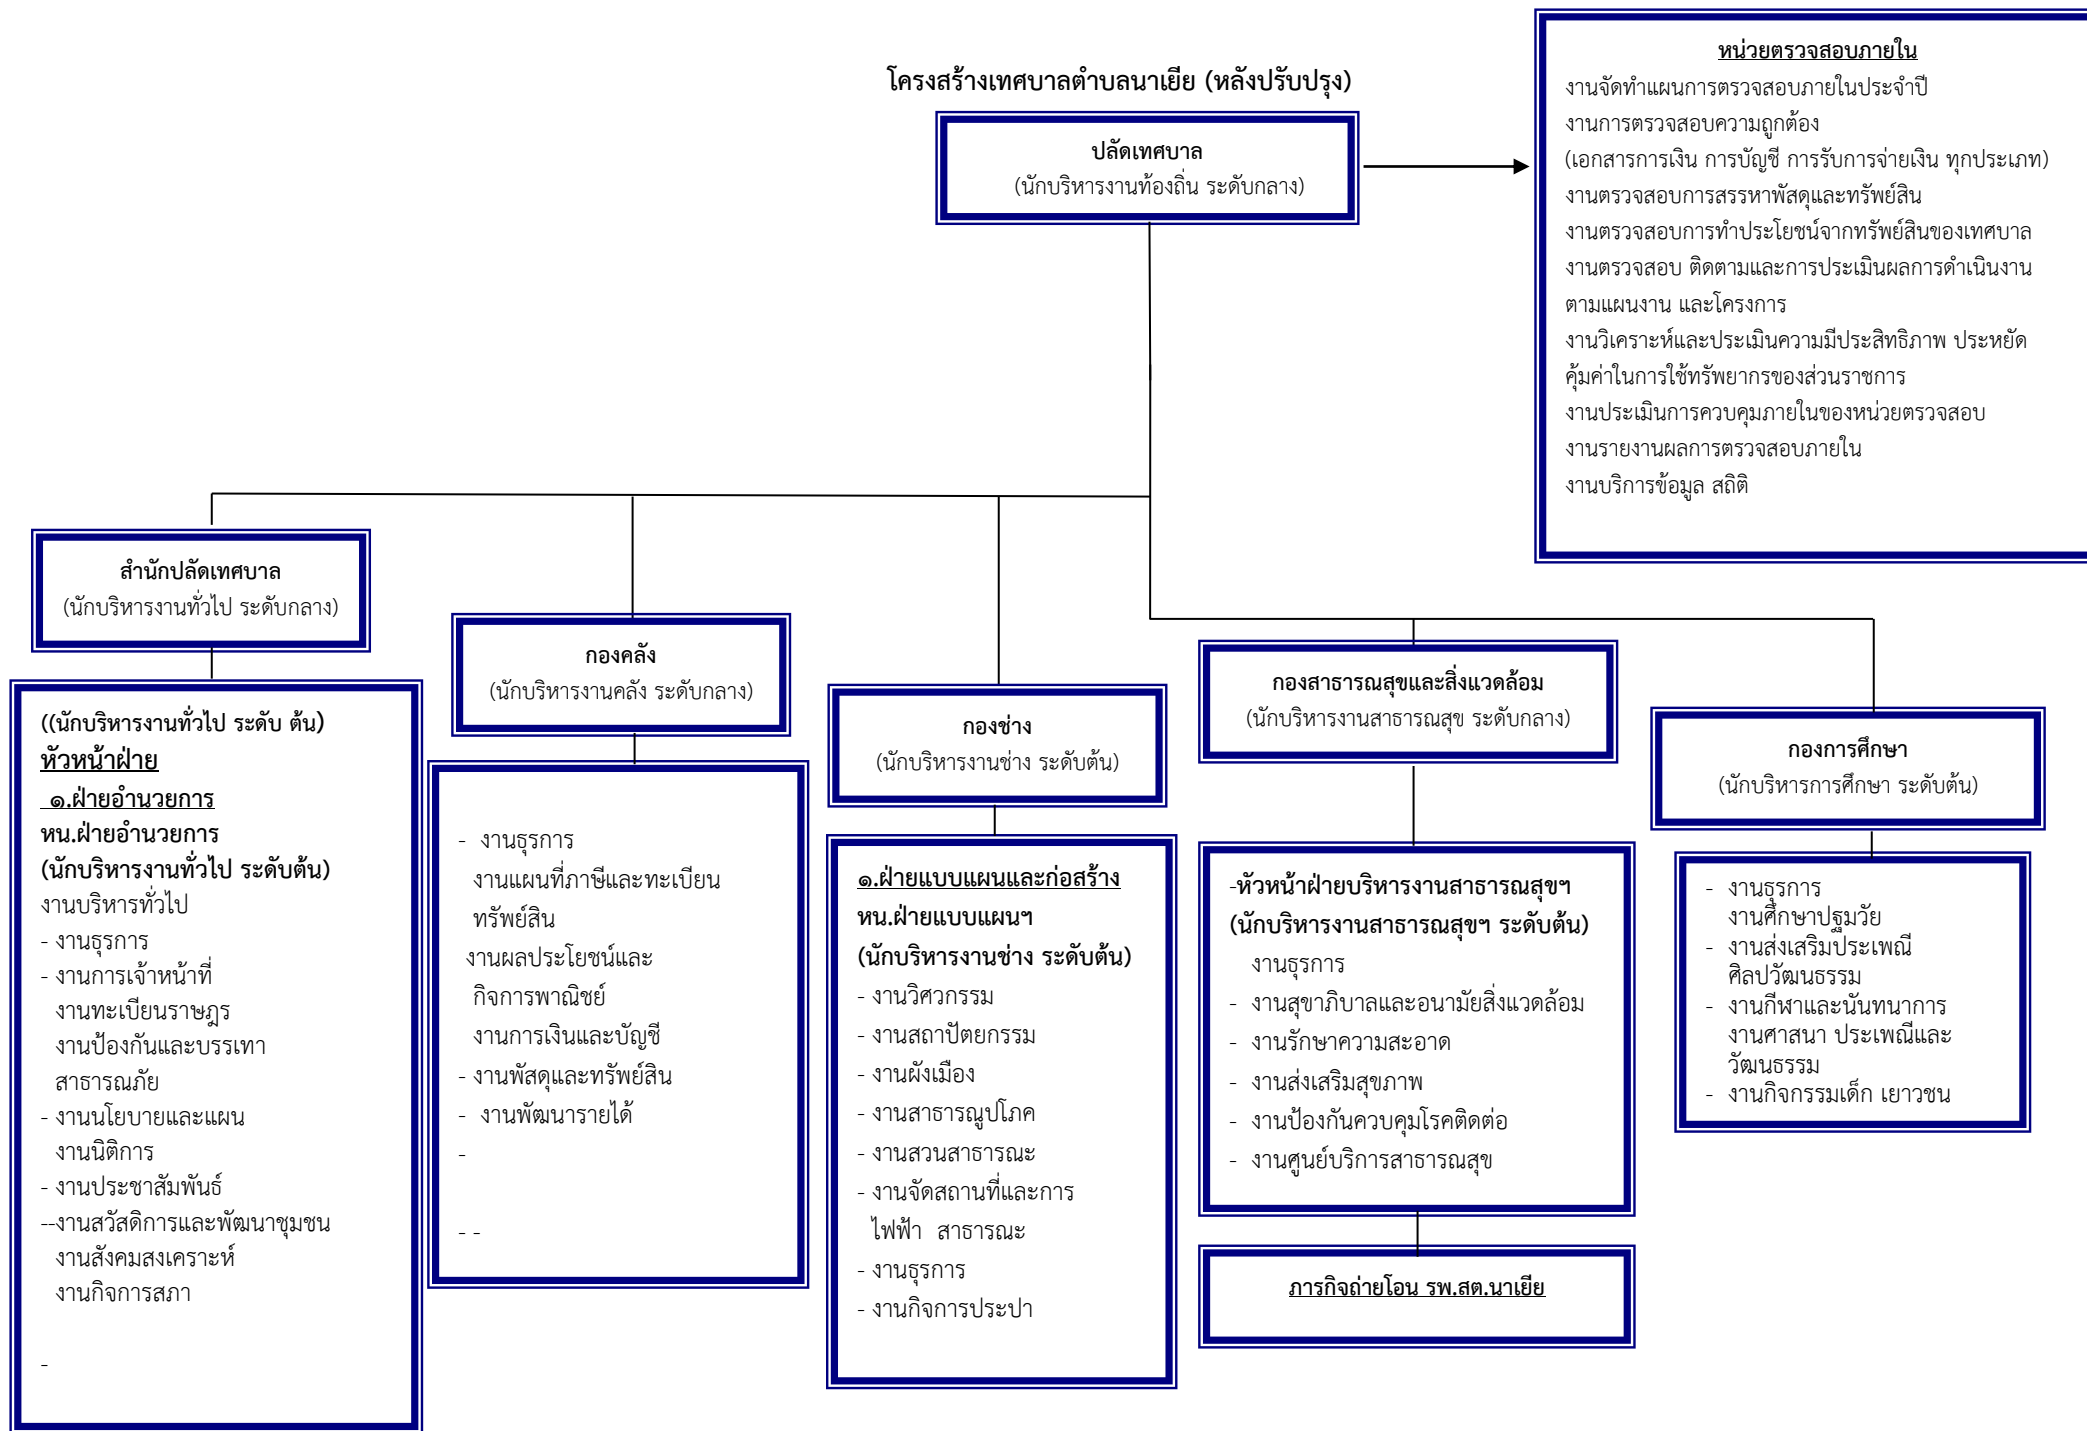 โครงสร้างเทศบาลตำบลนาเยีย (หลังปรับปรุง)
ปลัดเทศบาล
(นักบริหารงานท้องถิ่น ระดับกลาง)
หน่วยตรวจสอบภายใน
งานจัดทำแผนการตรวจสอบภายในประจำปี
งานการตรวจสอบความถูกต้อง
(เอกสารการเงิน การบัญชี การรับการจ่ายเงิน ทุกประเภท)
งานตรวจสอบการสรรหาพัสดุและทรัพย์สิน
งานตรวจสอบการทำประโยชน์จากทรัพย์สินของเทศบาล
งานตรวจสอบ ติดตามและการประเมินผลการดำเนินงาน
ตามแผนงาน และโครงการ
งานวิเคราะห์และประเมินความมีประสิทธิภาพ ประหยัด
คุ้มค่าในการใช้ทรัพยากรของส่วนราชการ
งานประเมินการควบคุมภายในของหน่วยตรวจสอบ
งานรายงานผลการตรวจสอบภายใน
งานบริการข้อมูล สถิติ
สำนักปลัดเทศบาล
(นักบริหารงานทั่วไป ระดับกลาง)
((นักบริหารงานทั่วไป ระดับ ต้น)
หัวหน้าฝ่าย
๑.ฝ่ายอำนวยการ
หน.ฝ่ายอำนวยการ
(นักบริหารงานทั่วไป ระดับต้น)
งานบริหารทั่วไป
- งานธุรการ
- งานการเจ้าหน้าที่
งานทะเบียนราษฎร
งานป้องกันและบรรเทา
สาธารณภัย
- งานนโยบายและแผน
งานนิติการ
- งานประชาสัมพันธ์
--งานสวัสดิการและพัฒนาชุมชน
งานสังคมสงเคราะห์
งานกิจการสภา
-
กองคลัง
(นักบริหารงานคลัง ระดับกลาง)
- งานธุรการ
งานแผนที่ภาษีและทะเบียน
ทรัพย์สิน
งานผลประโยชน์และ
กิจการพาณิชย์
งานการเงินและบัญชี
- งานพัสดุและทรัพย์สิน
- งานพัฒนารายได้
-
- -
กองช่าง
(นักบริหารงานช่าง ระดับต้น)
๑.ฝ่ายแบบแผนและก่อสร้าง
หน.ฝ่ายแบบแผนฯ
(นักบริหารงานช่าง ระดับต้น)
- งานวิศวกรรม
- งานสถาปัตยกรรม
- งานผังเมือง
- งานสาธารณูปโภค
- งานสวนสาธารณะ
- งานจัดสถานที่และการ
ไฟฟ้า สาธารณะ
- งานธุรการ
- งานกิจการประปา
กองสาธารณสุขและสิ่งแวดล้อม
(นักบริหารงานสาธารณสุข ระดับกลาง)
-หัวหน้าฝ่ายบริหารงานสาธารณสุขฯ
(นักบริหารงานสาธารณสุขฯ ระดับต้น)
งานธุรการ
- งานสุขาภิบาลและอนามัยสิ่งแวดล้อม
- งานรักษาความสะอาด
- งานส่งเสริมสุขภาพ
- งานป้องกันควบคุมโรคติดต่อ
- งานศูนย์บริการสาธารณสุข
ภารกิจถ่ายโอน รพ.สต.นาเยีย
กองการศึกษา
(นักบริหารการศึกษา ระดับต้น)
- งานธุรการ
งานศึกษาปฐมวัย
- งานส่งเสริมประเพณี
ศิลปวัฒนธรรม
- งานกีฬาและนันทนาการ
งานศาสนา ประเพณีและ
วัฒนธรรม
- งานกิจกรรมเด็ก เยาวชน